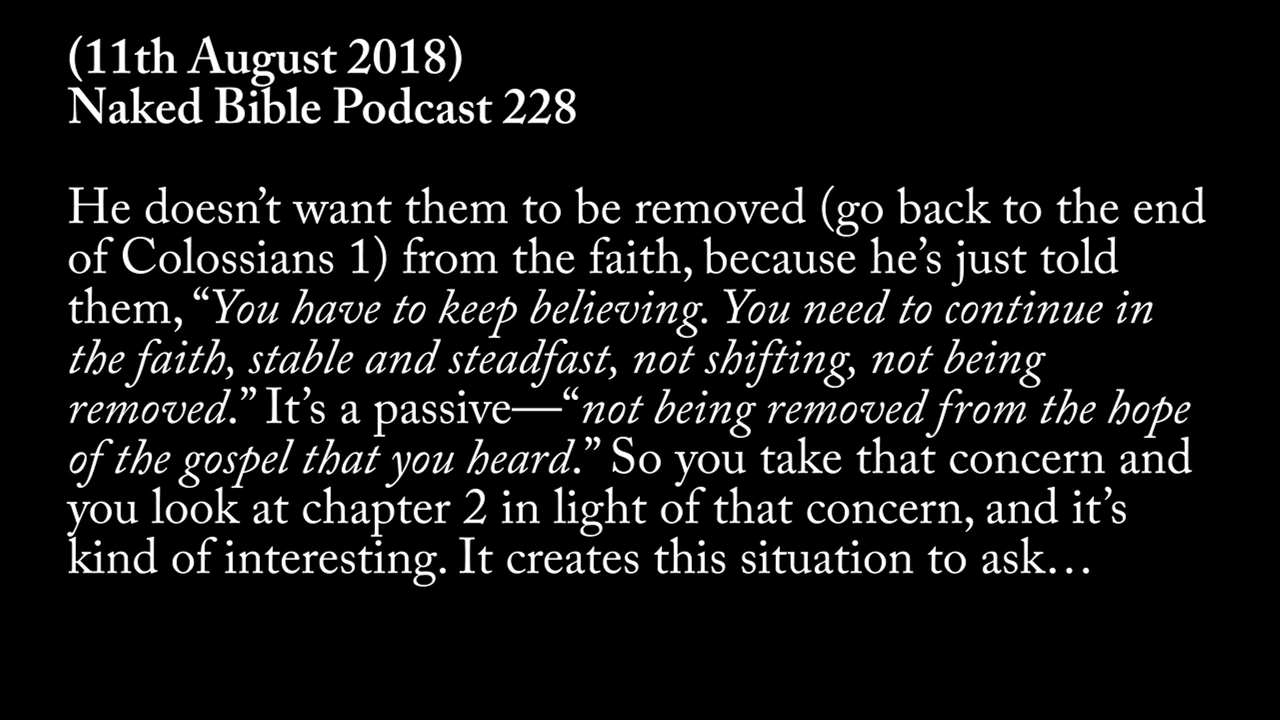 (11th August 2018)
Naked Bible Podcast 228
He doesn’t want them to be removed (go back to the end
of Colossians 1) from the faith, because he’s just told
them, “You have to keep believing. You need to continue in
the faith, stable and steadfast, not shifting, not being
removed.” It’s a passive—“not being removed from the hope
of the gospel that you heard.” So you take that concern and
you look at chapter 2 in light of that concern, and it’s
kind of interesting. It creates this situation to ask…